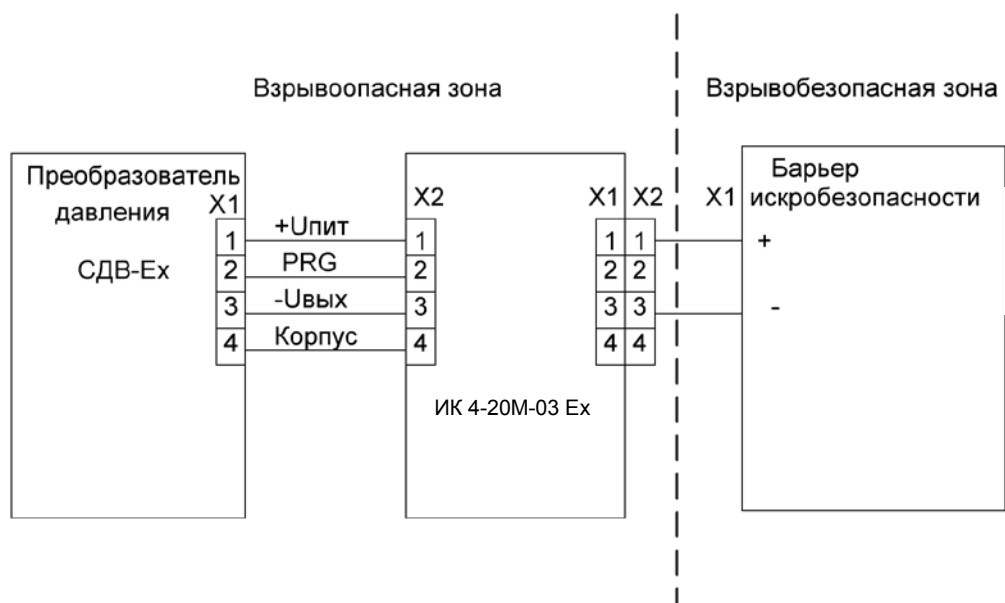 Взрывоопасная зона
Взрывобезопасная зона
Преобразователь
давления
СДВ-Ех
X1
1
2
3
4
+Uпит
PRG
-Uвых
Корпус
X2
1
2
3
4
ИК 4-20М-03 Ех
X1 X2
1 1
2 2
3 3
4 4
X1
Барьер
искробезопасности
+
-